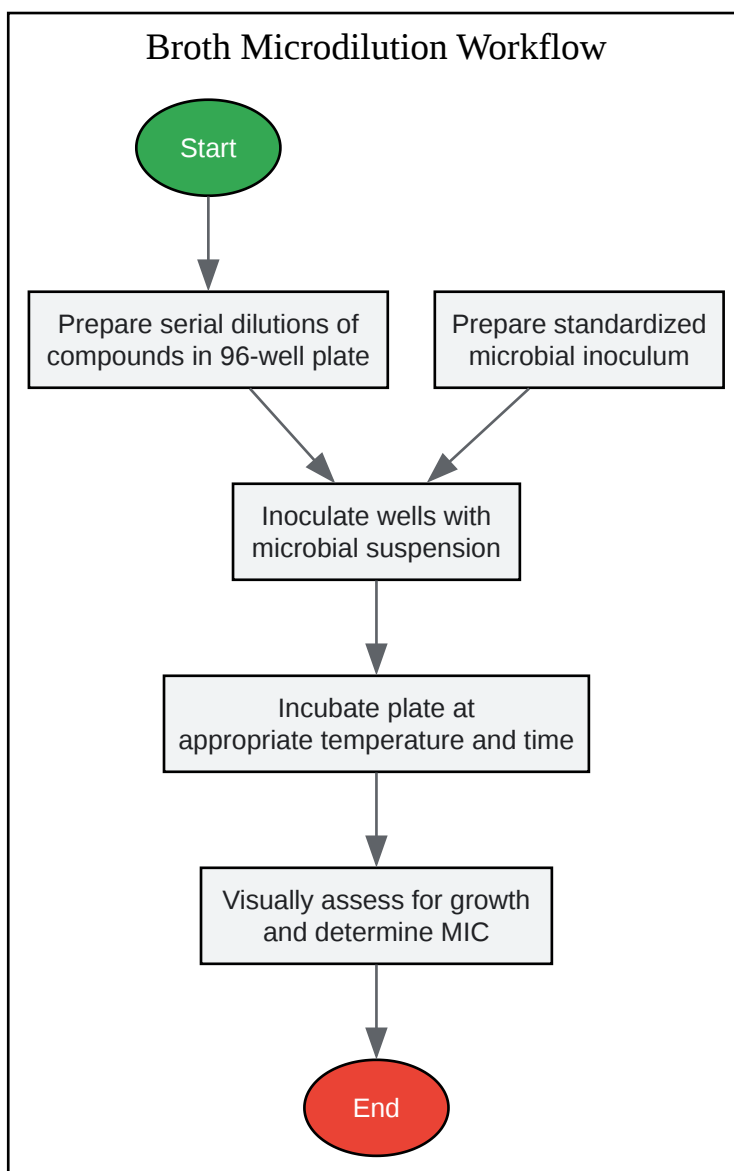 Broth Microdilution Workflow
Start
Prepare serial dilutions of
compounds in 96-well plate
Prepare standardized
microbial inoculum
Inoculate wells with
microbial suspension
Incubate plate at
appropriate temperature and time
Visually assess for growth
and determine MIC
End